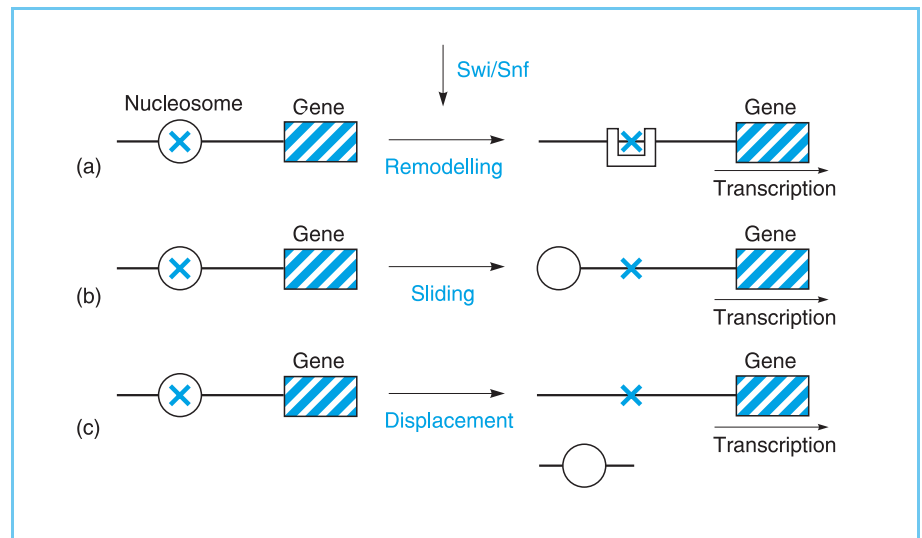 Swi/Snf
Nucleosome Gene Gene
(a) Remodelling Transcription
Gene Gene
(b) Sliding Transcription
Gene Gene
(c) Displacement Transcription